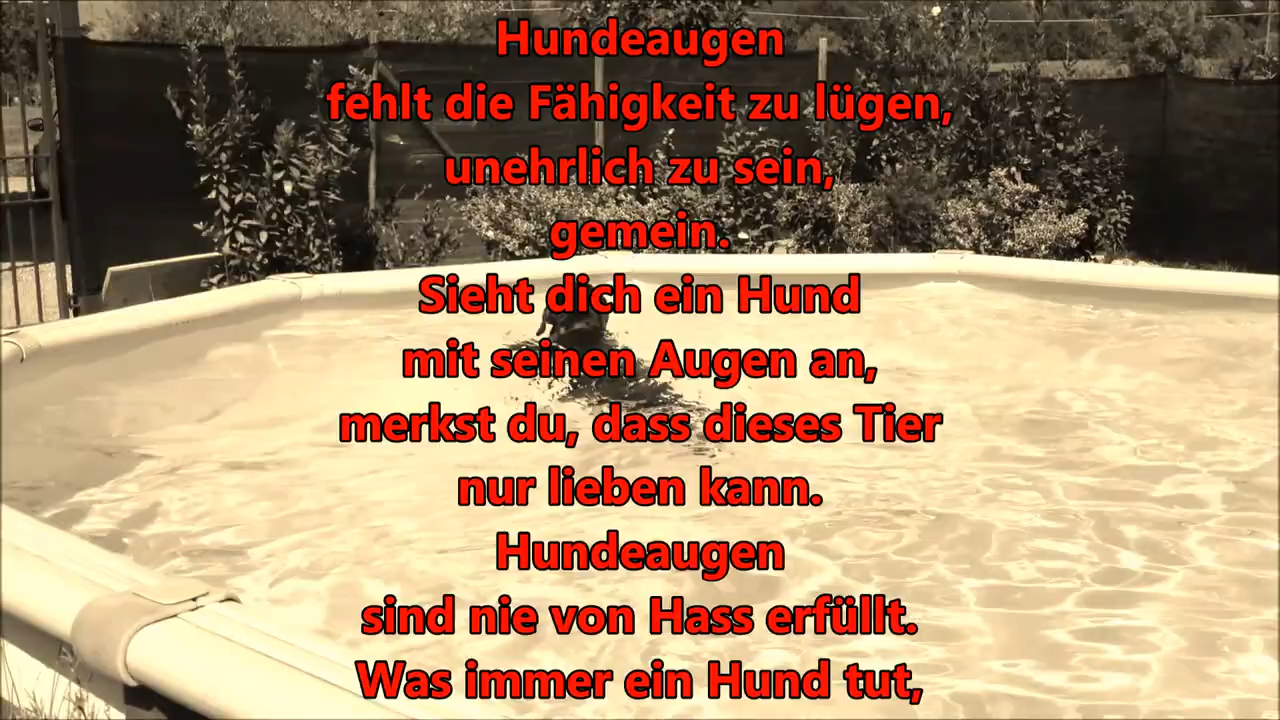 Hundeaugen
fehlt die Fähigkeit zu lügen,
unehrlich zu sein,
gemein.
Sieht dich ein Hund
mit seinen Augen an,
merkst du, dass dieses Tier
nur lieben kann.
Hundeaugen
sind nie von Hass erfüllt.
Was immer ein Hund tut,